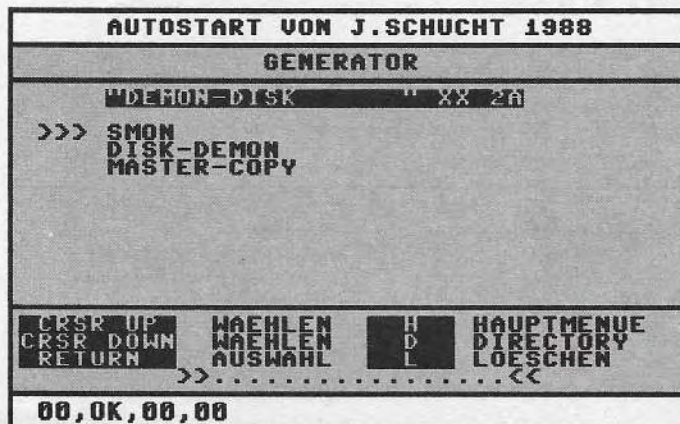 AUTOSTART VON J.SCHUCHT 1988
GENERATOR
"DEMON-DISK " XX 2A
>>> SMON
DISK-DEMON
MASTER-COPY
CRSR UP WAEHLEN H HAUPTMENUE
CRSR DOWN WAEHLEN D DIRECTORY
RETURN AUSWAHL L LOESCHEN
>>..................<<
00,OK,00,00